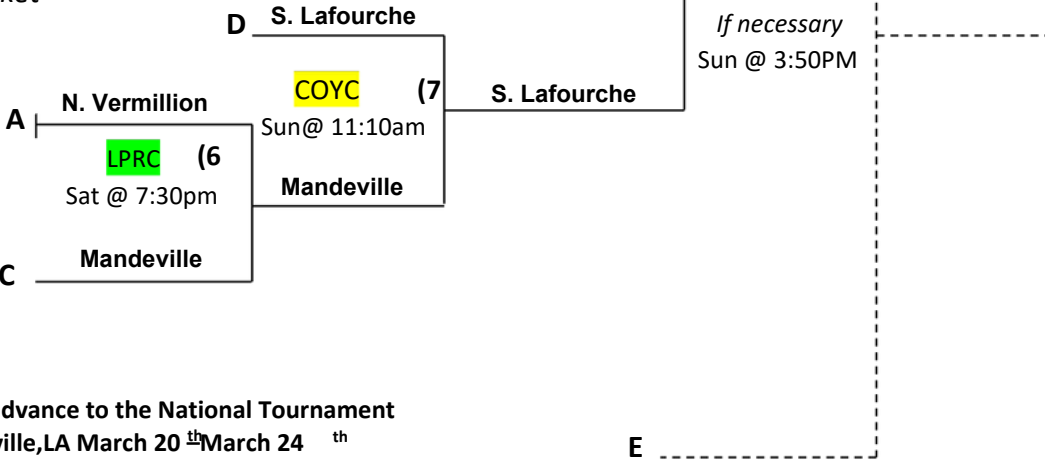 D S. Lafourche
If necessary
Sun @ 3:50PM
COYC (7
S. Lafourche
A N. Vermillion
Sun@ 11:10am
LPRC (6
Sat @ 7:30pm
Mandeville
Mandeville
C
dvance to the National Tournament
ville,LA March 20 th March 24 th
E